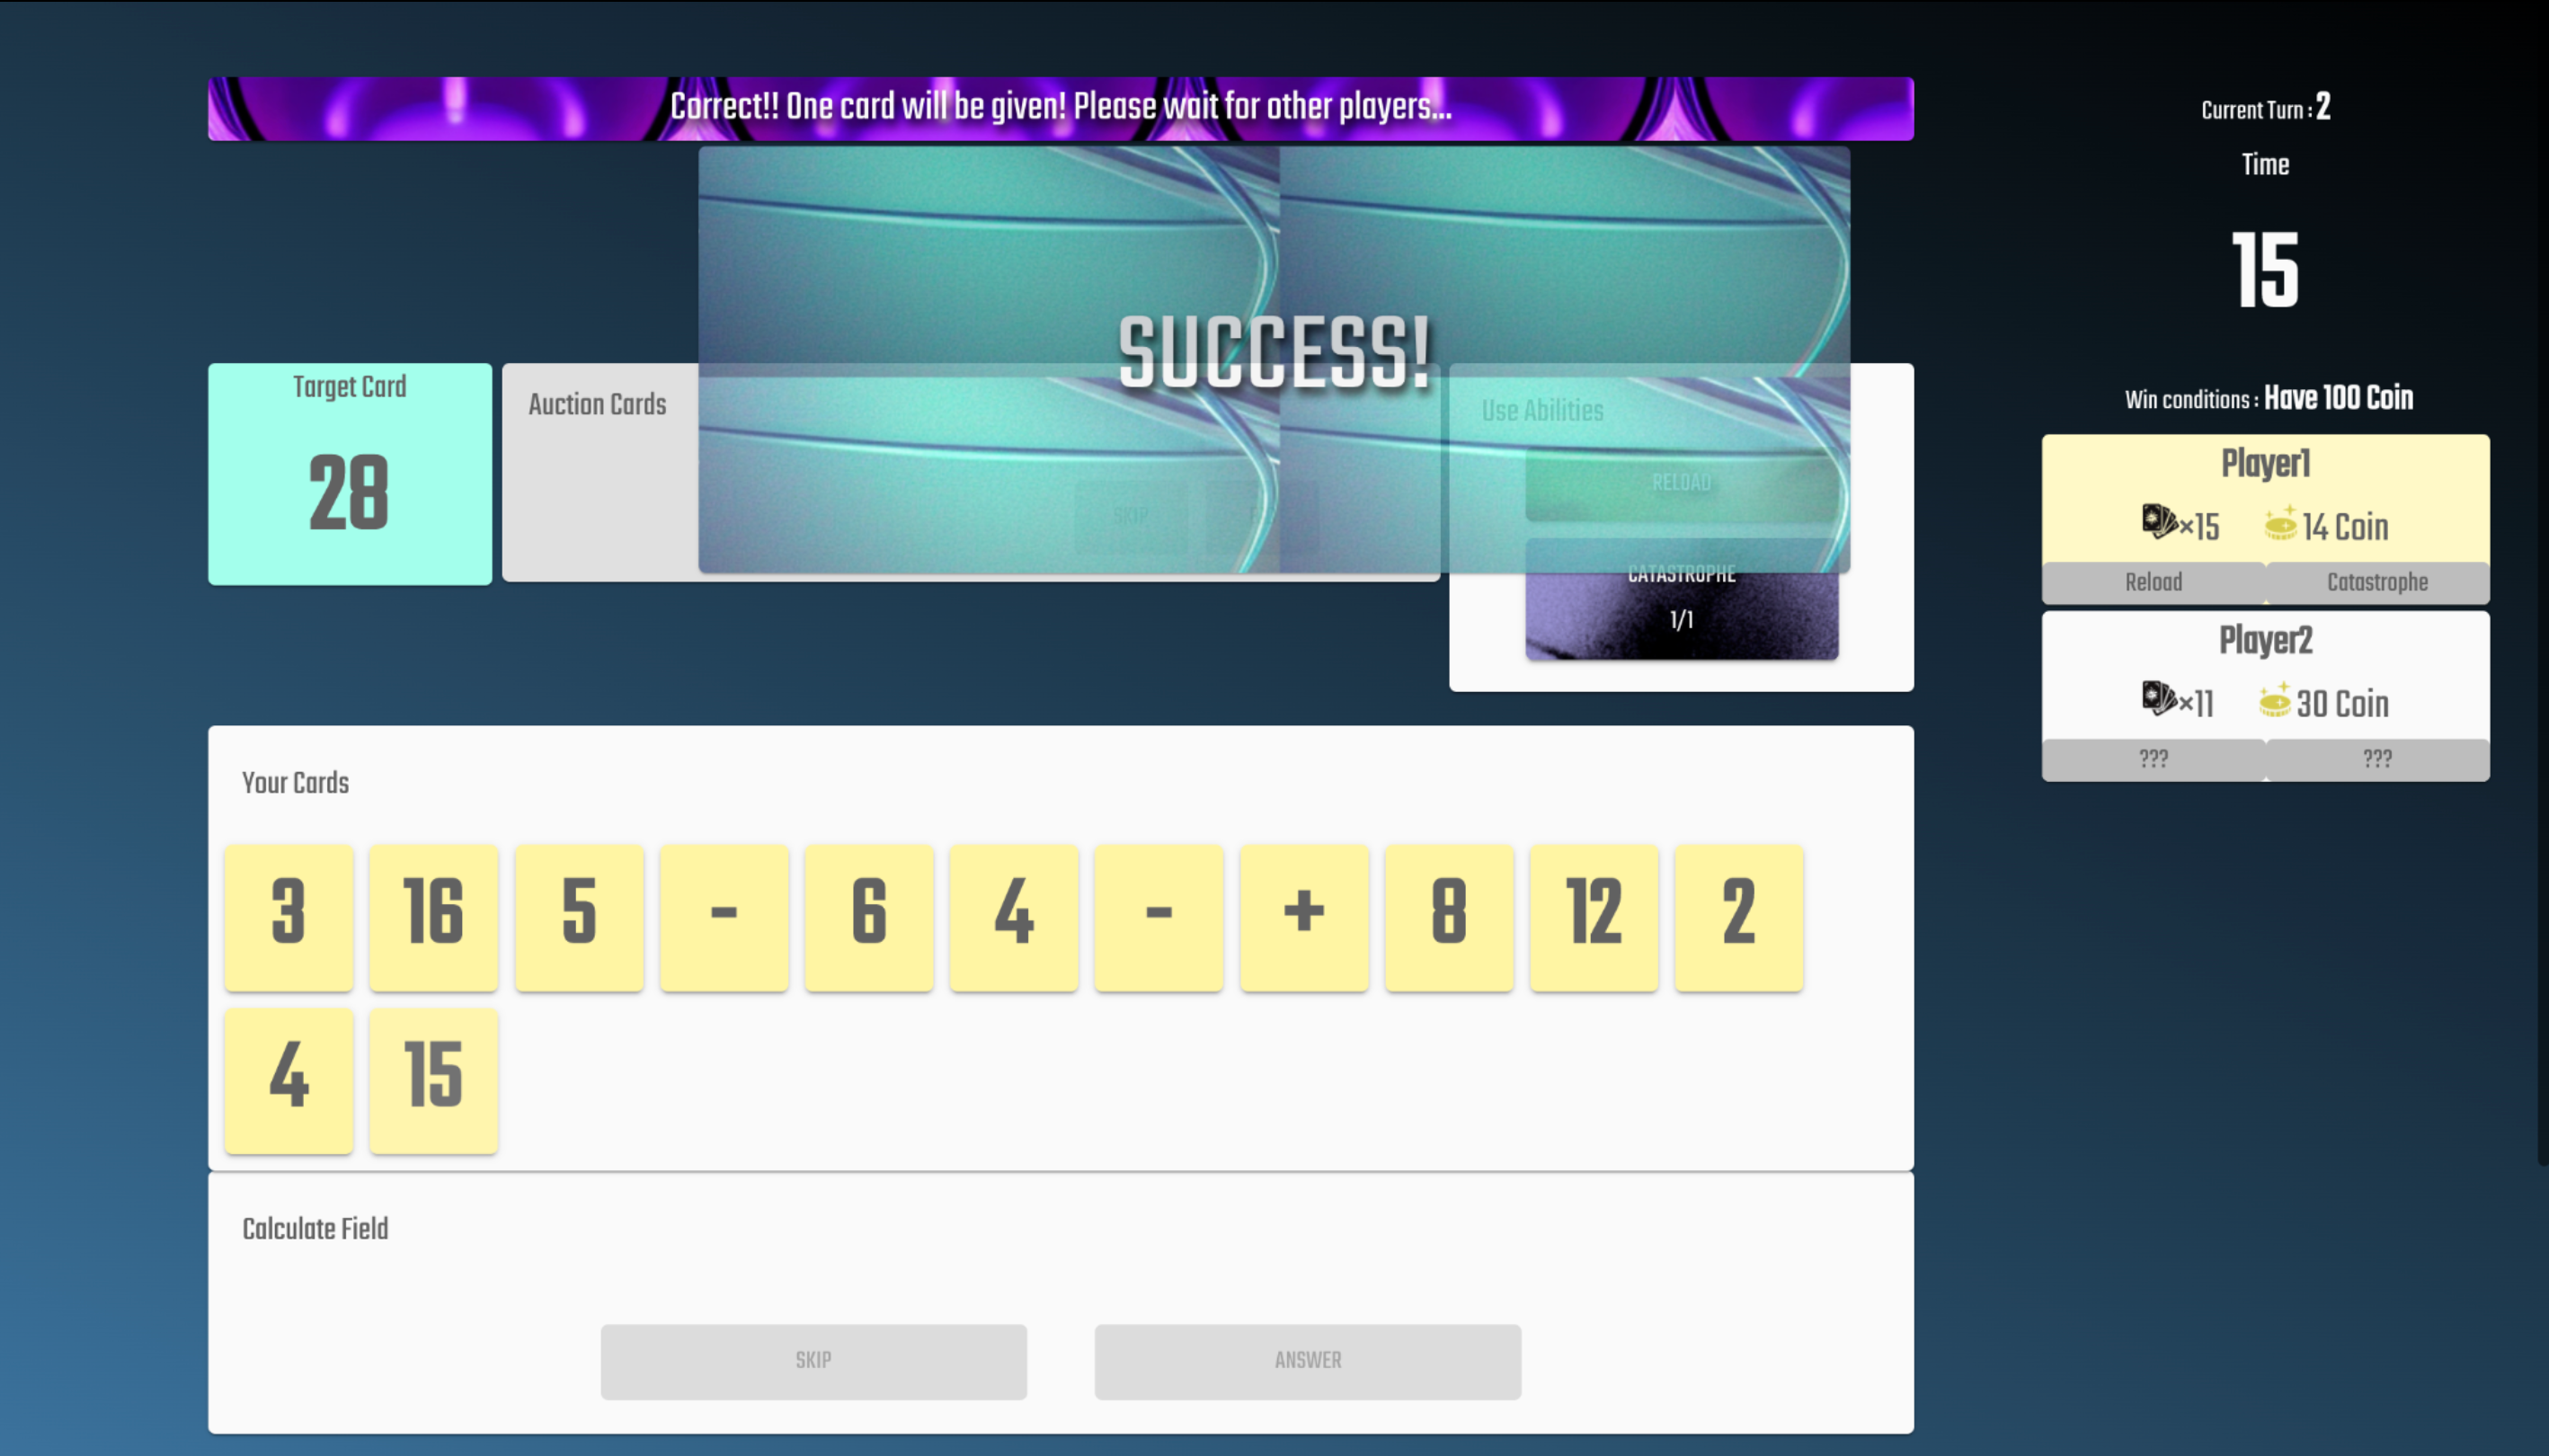 Correct!! One card will be given! Please wait for other players...
Current Turn : 2
Time
15
SUCCESS!
Target Card
28
Auction Cards
SKIP
Use Abilities
RELOAD
CATASTROPHE
1/1
Win conditions : Have 100 Coin
Player1
×15 14 Coin
Reload Catastrophe
Player2
×11 30 Coin
??? ???
Your Cards
3 16 5 - 6 4 - + 8 12 2
4 15
Calculate Field
SKIP ANSWER